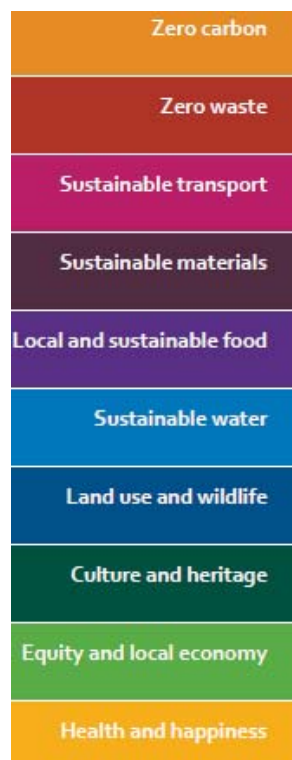 Zero carbon
Zero waste
Sustainable transport
Sustainable materials
Local and sustainable food
Sustainable water
Land use and wildlife
Culture and heritage
Equity and local economy
Health and happiness